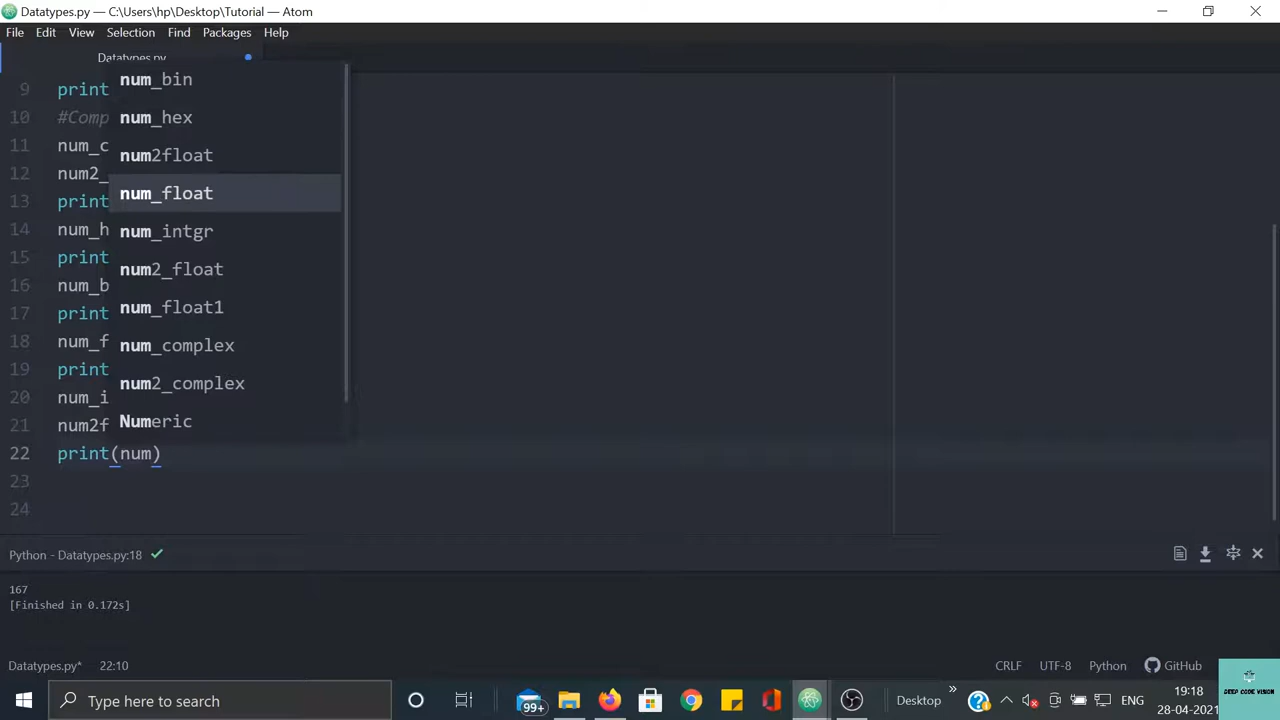 Datatypes.py — C:\Users\hp\Desktop\Tutorial — Atom
File Edit View Selection Find Packages Help
Datatypes.py
num_bin
9 print
num_hex
10 #Comp
11 num_c
num2float
12 num2_
num_float
13 print
14 num_h
num_intgr
15 print
num2_float
16 num_b
num_float1
17 print
18 num_f
num_complex
19 print
num2_complex
20 num_i
Numeric
21 num2f
22 print(num)
23
24
Python - Datatypes.py:18
167
[Finished in 0.172s]
Datatypes.py* 22:10 CRLF UTF-8 Python GitHub
Type here to search 99+ Desktop » ENG
19:18
28-04-2021
DEEP CODE VISION